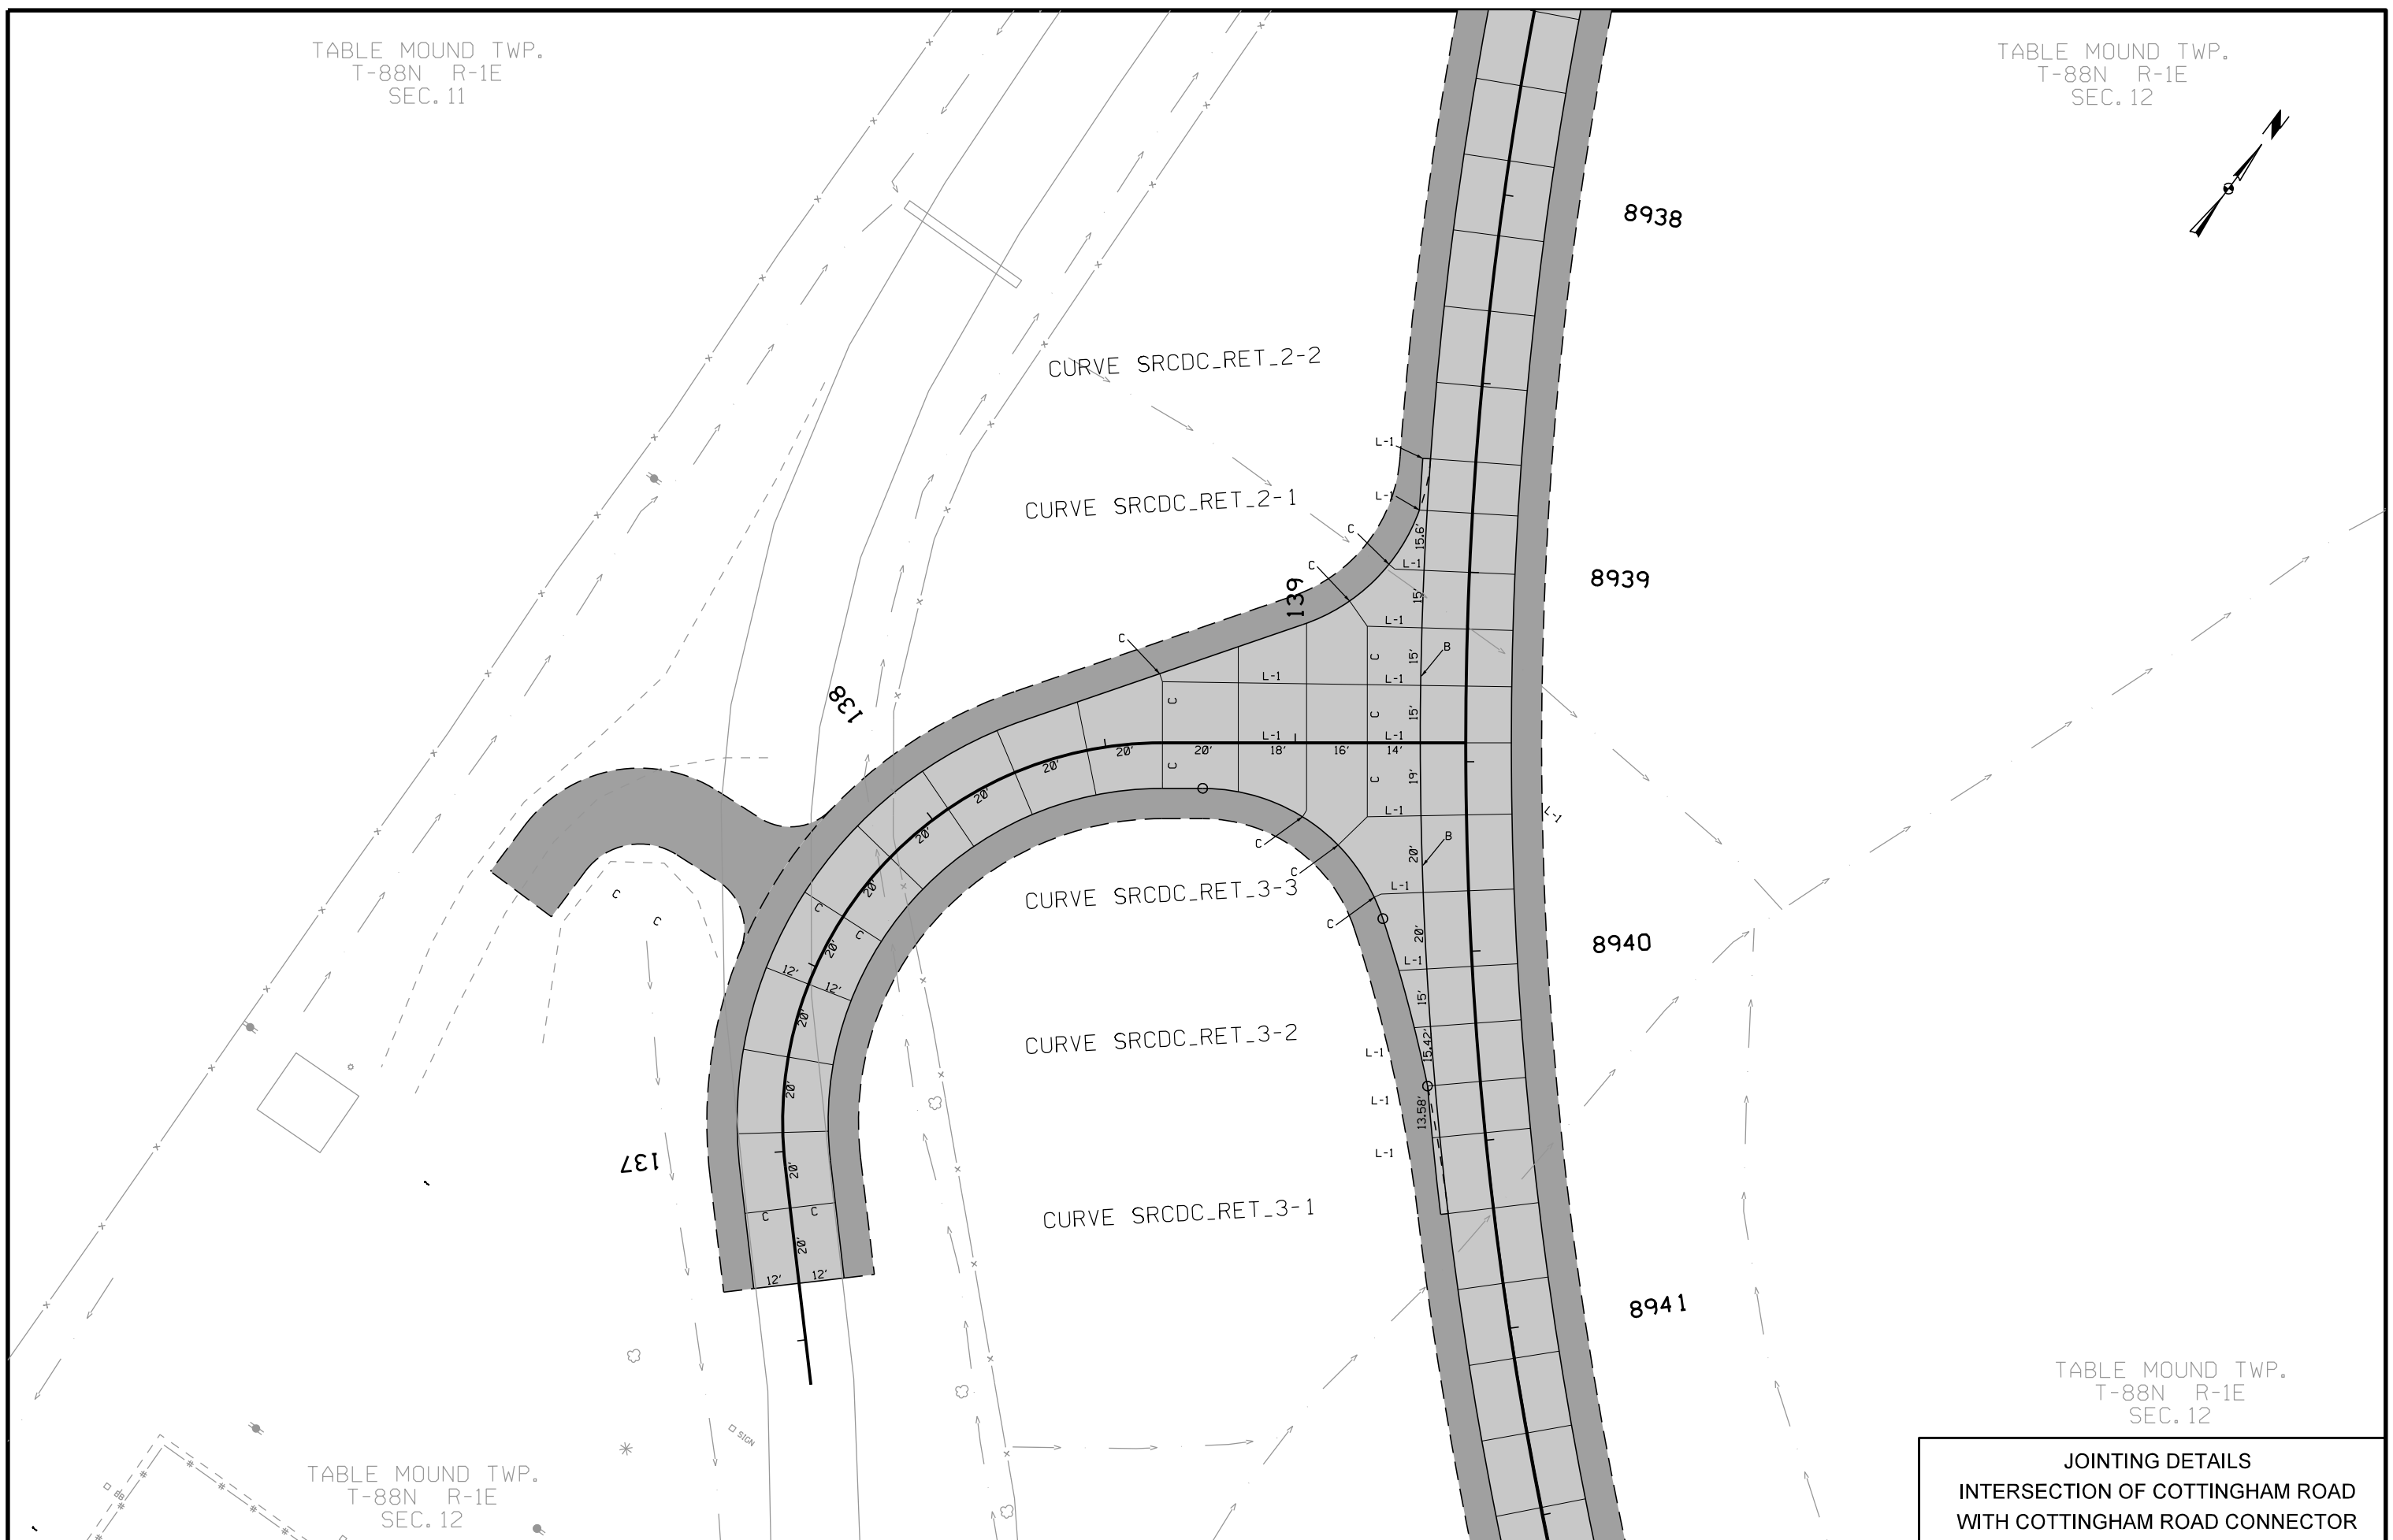 TABLE MOUND TWP.
T-88N R-1E
SEC. 11
TABLE MOUND TWP.
T-88N R-1E
SEC. 12
N
8938
CURVE SRCDC_RET_2-2
L-1
CURVE SRCDC_RET_2-1
L-1
C
15.6'
C
L-1
8939
139
15'
L-1
C
B
C
15'
L-1
L-1
138
C
C
15'
L-1
L-1
20'
20'
18'
16'
14'
20'
C
C
19'
20'
20'
L-1
L-1
C
B
20'
20'
C
CURVE SRCDC_RET_3-3
L-1
C
C
C
C
C
20'
8940
20'
L-1
12'
12'
15'
20'
CURVE SRCDC_RET_3-2
15.42'
L-1
20'
L-1
13.58'
137
20'
L-1
C
C
CURVE SRCDC_RET_3-1
20'
12'
12'
8941
TABLE MOUND TWP.
T-88N R-1E
SEC. 12
SIGN
TABLE MOUND TWP.
T-88N R-1E
SEC. 12
JOINTING DETAILS
INTERSECTION OF COTTINGHAM ROAD
WITH COTTINGHAM ROAD CONNECTOR